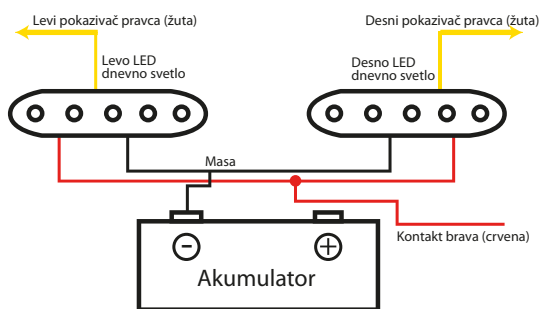 Levi pokazivač pravca (žuta)
Desni pokazivač pravca (žuta)
Levo LED
dnevno svetlo
Desno LED
dnevno svetlo
Masa
Kontakt brava (crvena)
Akumulator